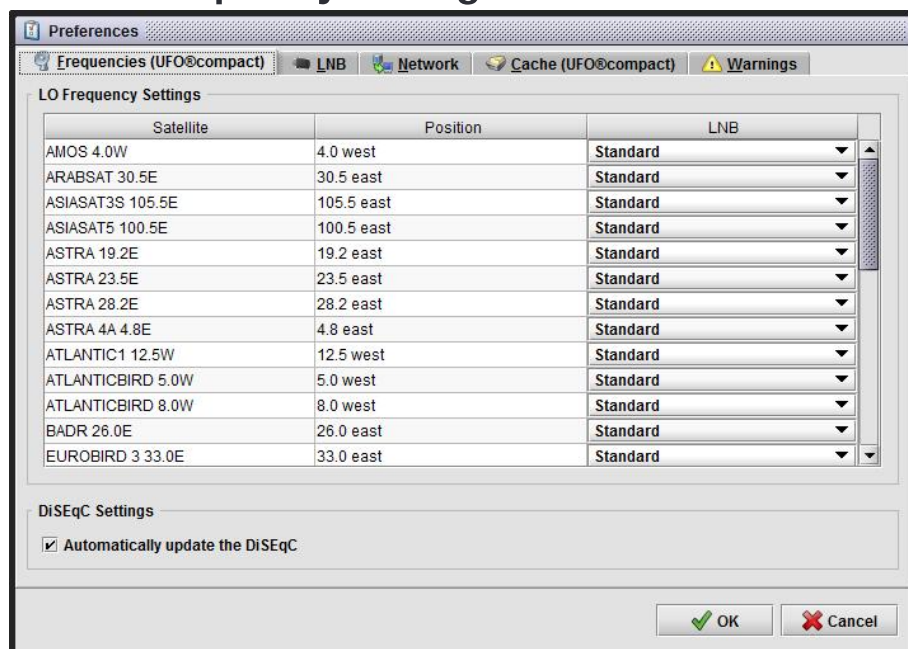 Preferences
Frequencies (UFO®compact) LNB Network Cache (UFO®compact) Warnings
LO Frequency Settings
Satellite Position LNB
AMOS 4.0W 4.0 west Standard
ARABSAT 30.5E 30.5 east Standard
ASIASAT3S 105.5E 105.5 east Standard
ASIASAT5 100.5E 100.5 east Standard
ASTRA 19.2E 19.2 east Standard
ASTRA 23.5E 23.5 east Standard
ASTRA 28.2E 28.2 east Standard
ASTRA 4A 4.8E 4.8 east Standard
ATLANTIC1 12.5W 12.5 west Standard
ATLANTICBIRD 5.0W 5.0 west Standard
ATLANTICBIRD 8.0W 8.0 west Standard
BADR 26.0E 26.0 east Standard
EUROBIRD 3 33.0E 33.0 east Standard
DiSEqC Settings
Automatically update the DiSEqC
OK Cancel